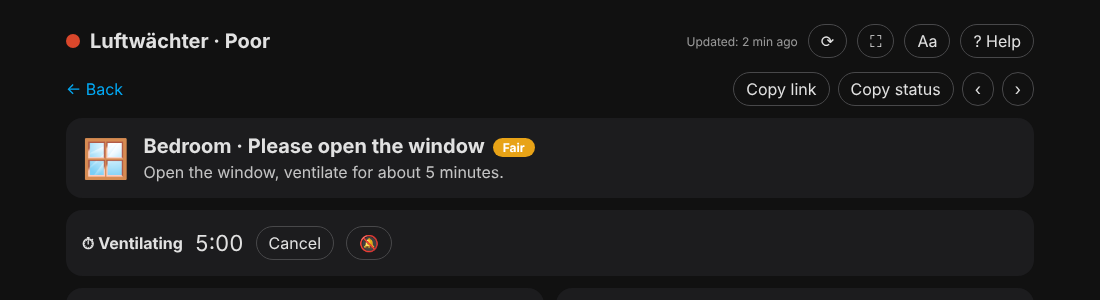 Luftwächter · Poor
Updated: 2 min ago
Aa
? Help
← Back
Copy link
Copy status
‹
›
Bedroom · Please open the window Fair
Open the window, ventilate for about 5 minutes.
⏱ Ventilating 5:00 Cancel